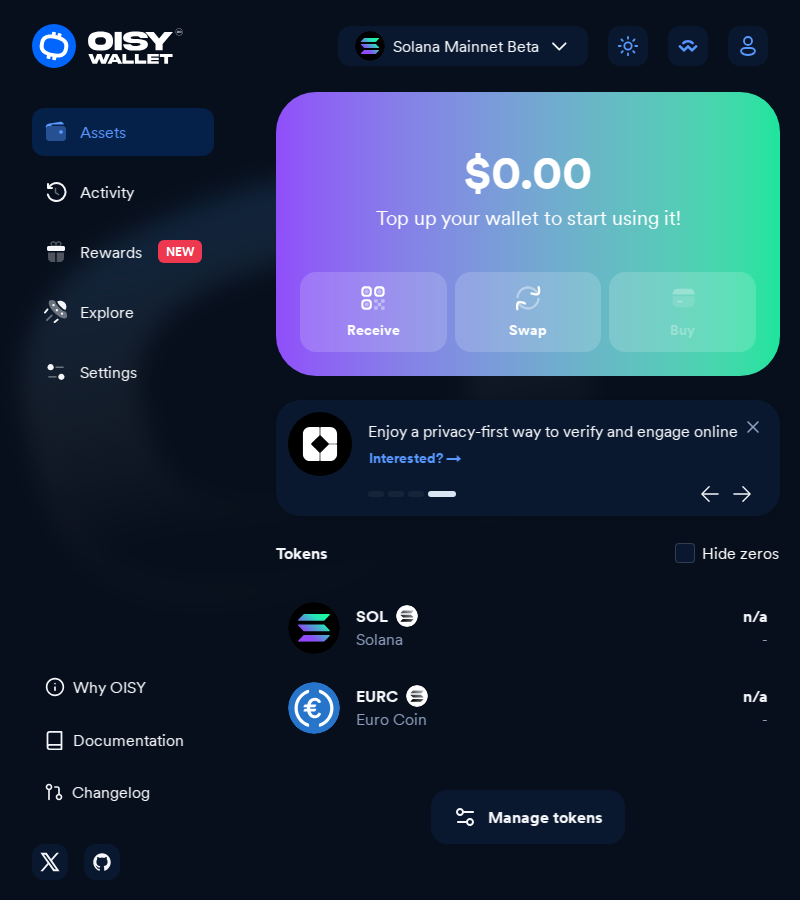 OISY
WALLET
Solana Mainnet Beta
Assets
Activity
Rewards NEW
Explore
Settings
$0.00
Top up your wallet to start using it!
Receive
Swap
Buy
Enjoy a privacy-first way to verify and engage online
Interested? →
Tokens
Hide zeros
SOL
n/a
Solana
-
EURC
n/a
Euro Coin
-
Manage tokens
Why OISY
Documentation
Changelog